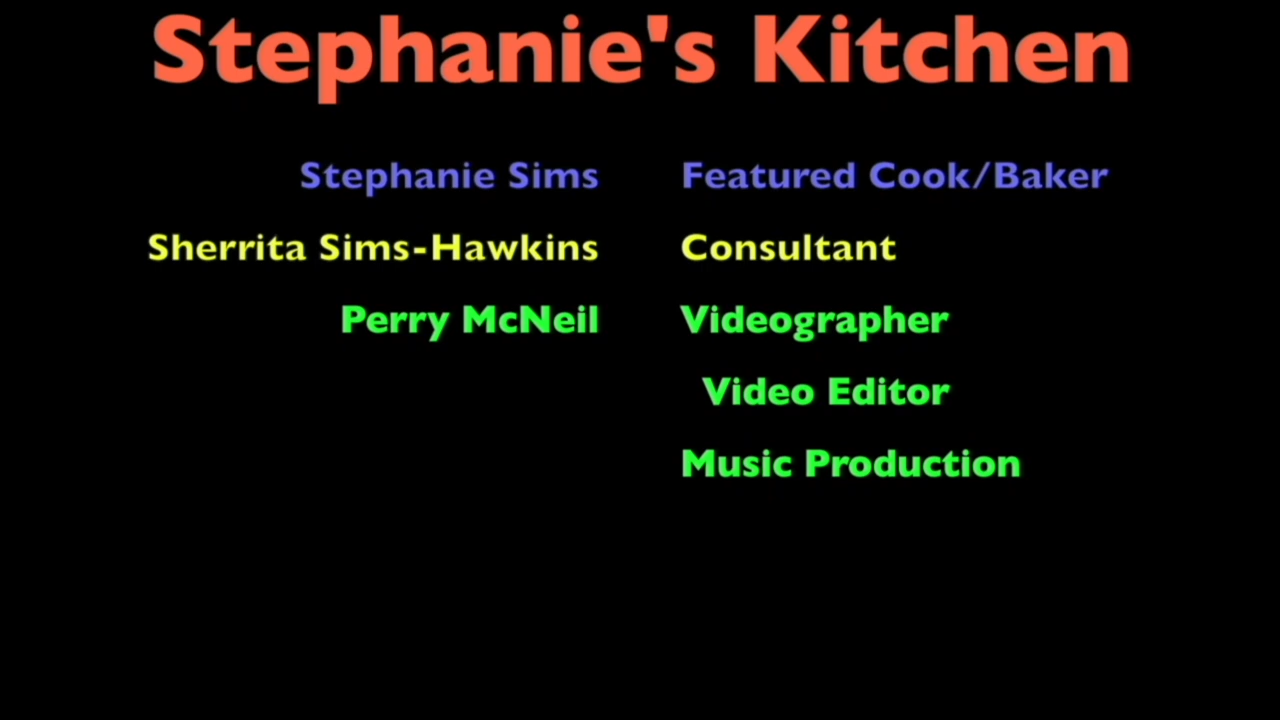 Stephanie's Kitchen
Stephanie Sims Featured Cook/Baker
Sherrita Sims-Hawkins Consultant
Perry McNeil Videographer
Video Editor
Music Production